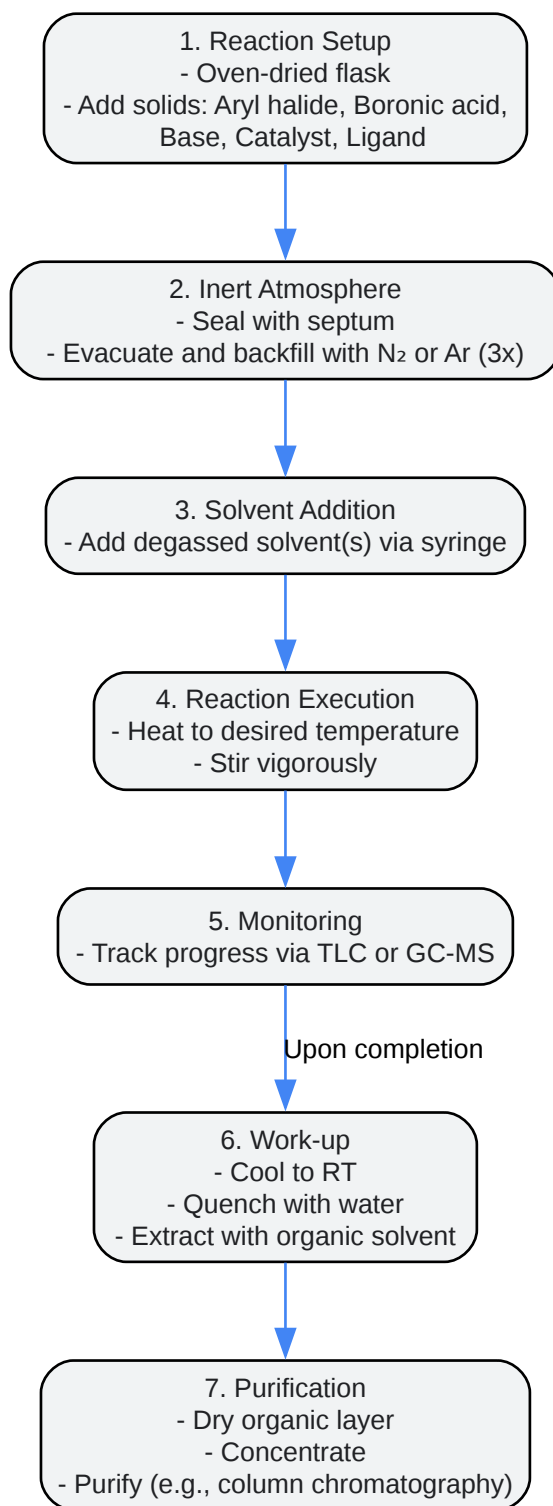 1. Reaction Setup
- Oven-dried flask
- Add solids: Aryl halide, Boronic acid,
Base, Catalyst, Ligand
2. Inert Atmosphere
- Seal with septum
- Evacuate and backfill with N₂ or Ar (3x)
3. Solvent Addition
- Add degassed solvent(s) via syringe
4. Reaction Execution
- Heat to desired temperature
- Stir vigorously
5. Monitoring
- Track progress via TLC or GC-MS
Upon completion
6. Work-up
- Cool to RT
- Quench with water
- Extract with organic solvent
7. Purification
- Dry organic layer
- Concentrate
- Purify (e.g., column chromatography)